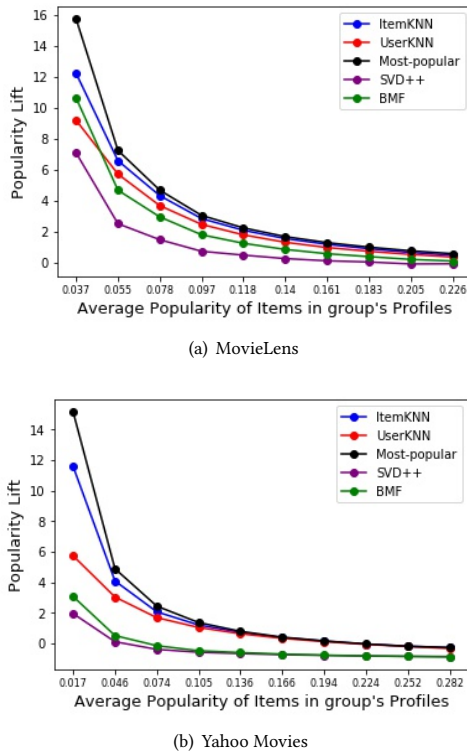 16
14
12
10
8
6
4
2
0
Popularity Lift
ItemKNN
UserKNN
Most-popular
SVD++
BMF
0.037 0.055 0.078 0.097 0.118 0.14 0.161 0.183 0.205 0.226
Average Popularity of Items in group's Profiles
(a) MovieLens
14
12
10
8
6
4
2
0
Popularity Lift
ItemKNN
UserKNN
Most-popular
SVD++
BMF
0.017 0.046 0.074 0.105 0.136 0.166 0.194 0.224 0.252 0.282
Average Popularity of Items in group's Profiles
(b) Yahoo Movies